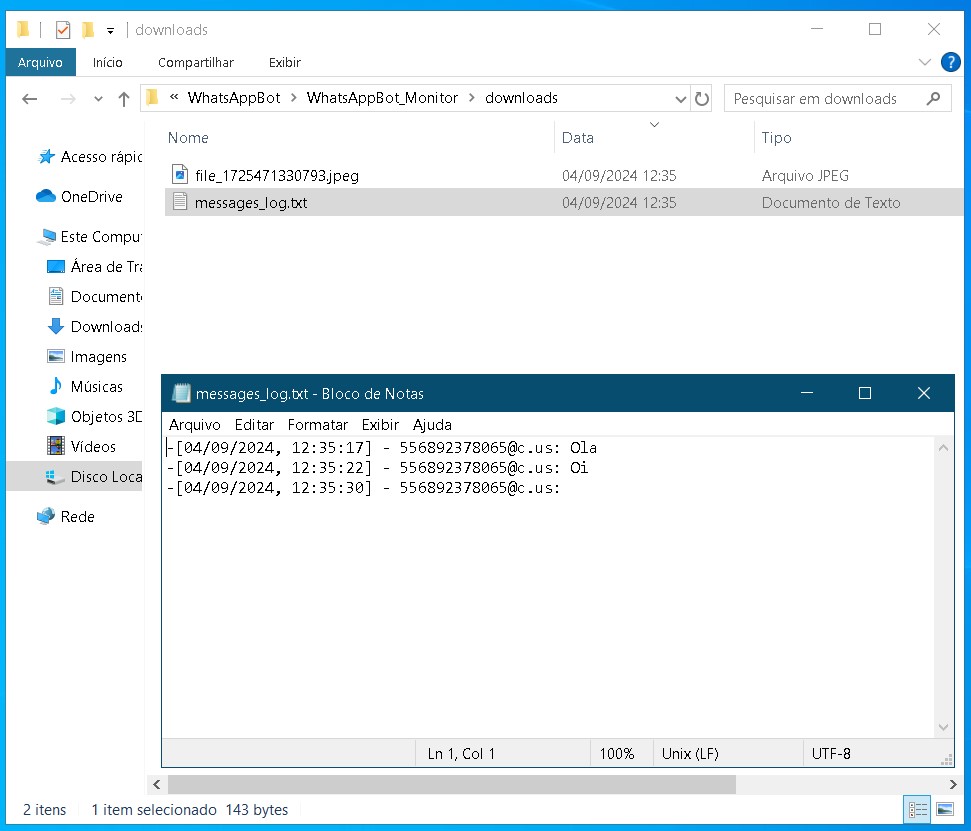 downloads
Arquivo Início Compartilhar Exibir
« WhatsAppBot > WhatsAppBot_Monitor > downloads
Pesquisar em downloads
Nome Data Tipo
file_1725471330793.jpeg 04/09/2024 12:35 Arquivo JPEG
messages_log.txt 04/09/2024 12:35 Documento de Texto
Acesso rápic
OneDrive
Este Compu
Área de Tra
Document
Downloads
Imagens
Músicas
Objetos 3D
Vídeos
Disco Loca
Rede
messages_log.txt - Bloco de Notas
Arquivo Editar Formatar Exibir Ajuda
-[04/09/2024, 12:35:17] - 556892378065@c.us: Ola
-[04/09/2024, 12:35:22] - 556892378065@c.us: Oi
-[04/09/2024, 12:35:30] - 556892378065@c.us:
Ln 1, Col 1 100% Unix (LF) UTF-8
2 itens 1 item selecionado 143 bytes